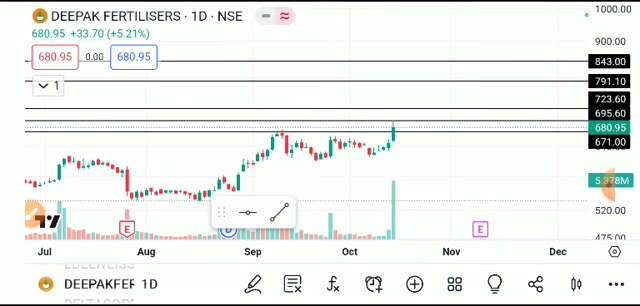 DEEPAK FERTILISERS · 1D · NSE
680.95 +33.70 (+5.21%)
680.95 0.00 680.95
1
1000.00
900.00
843.00
791.10
723.60
695.60
680.95
671.00
5.378M
520.00
475.00
E D E
Jul Aug Sep Oct Nov Dec
EDELWEISS
DEEPAKFER 1D
DELTACORP